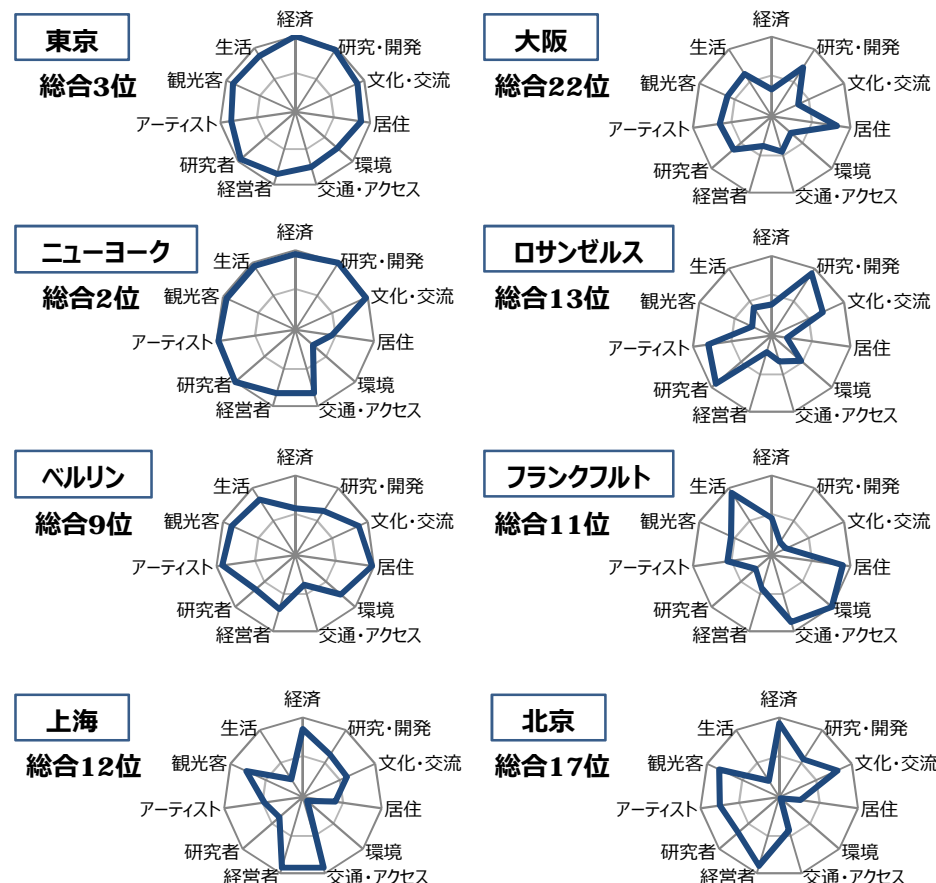 東京
総合3位
経済
研究・開発
文化・交流
居住
環境
交通・アクセス
経営者
研究者
アーティスト
観光客
生活
大阪
総合22位
経済
研究・開発
文化・交流
居住
環境
交通・アクセス
経営者
研究者
アーティスト
観光客
生活
ニューヨーク
総合2位
経済
研究・開発
文化・交流
居住
環境
交通・アクセス
経営者
研究者
アーティスト
観光客
生活
ロサンゼルス
総合13位
経済
研究・開発
文化・交流
居住
環境
交通・アクセス
経営者
研究者
アーティスト
観光客
生活
ベルリン
総合9位
経済
研究・開発
文化・交流
居住
環境
交通・アクセス
経営者
研究者
アーティスト
観光客
生活
フランクフルト
総合11位
経済
研究・開発
文化・交流
居住
環境
交通・アクセス
経営者
研究者
アーティスト
観光客
生活
上海
総合12位
経済
研究・開発
文化・交流
居住
環境
交通・アクセス
経営者
研究者
アーティスト
観光客
生活
北京
総合17位
経済
研究・開発
文化・交流
居住
環境
交通・アクセス
経営者
研究者
アーティスト
観光客
生活